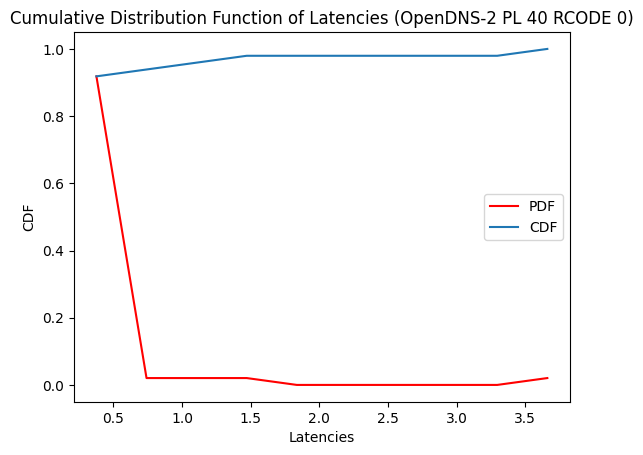 Cumulative Distribution Function of Latencies (OpenDNS-2 PL 40 RCODE 0)
1.0
0.8
0.6
0.4
0.2
0.0
CDF
PDF
CDF
0.5 1.0 1.5 2.0 2.5 3.0 3.5
Latencies